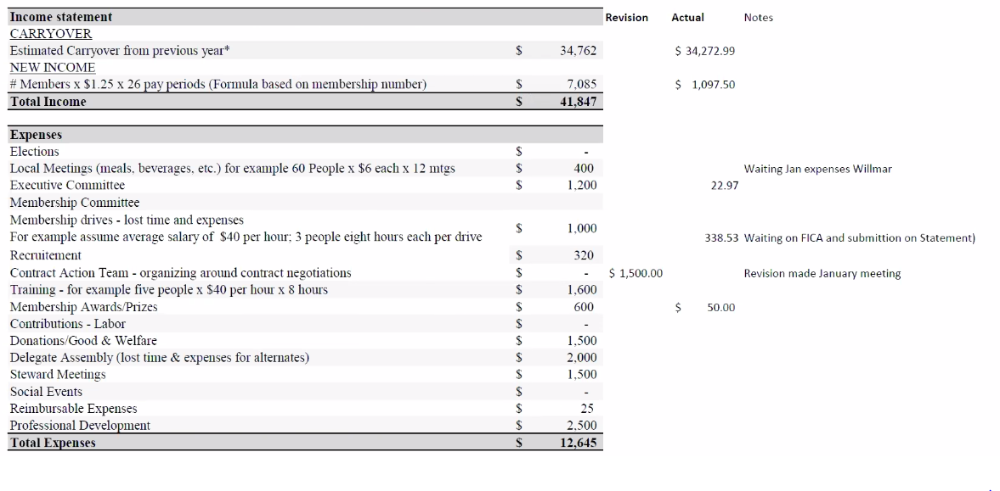 Income statement Revision Actual Notes
CARRYOVER
Estimated Carryover from previous year* $ 34,762 $ 34,272.99
NEW INCOME
# Members x $1.25 x 26 pay periods (Formula based on membership number) $ 7,085 $ 1,097.50
Total Income $ 41,847
Expenses
Elections $ -
Local Meetings (meals, beverages, etc.) for example 60 People x $6 each x 12 mtgs $ 400 Waiting Jan expenses Willmar
Executive Committee $ 1,200 22.97
Membership Committee
Membership drives - lost time and expenses
For example assume average salary of $40 per hour; 3 people eight hours each per drive $ 1,000 338.53 Waiting on FICA and submittion on Statement)
Recruitement $ 320
Contract Action Team - organizing around contract negotiations $ - $ 1,500.00 Revision made January meeting
Training - for example five people x $40 per hour x 8 hours $ 1,600
Membership Awards/Prizes $ 600 $ 50.00
Contributions - Labor $ -
Donations/Good & Welfare $ 1,500
Delegate Assembly (lost time & expenses for alternates) $ 2,000
Steward Meetings $ 1,500
Social Events $ -
Reimbursable Expenses $ 25
Professional Development $ 2,500
Total Expenses $ 12,645